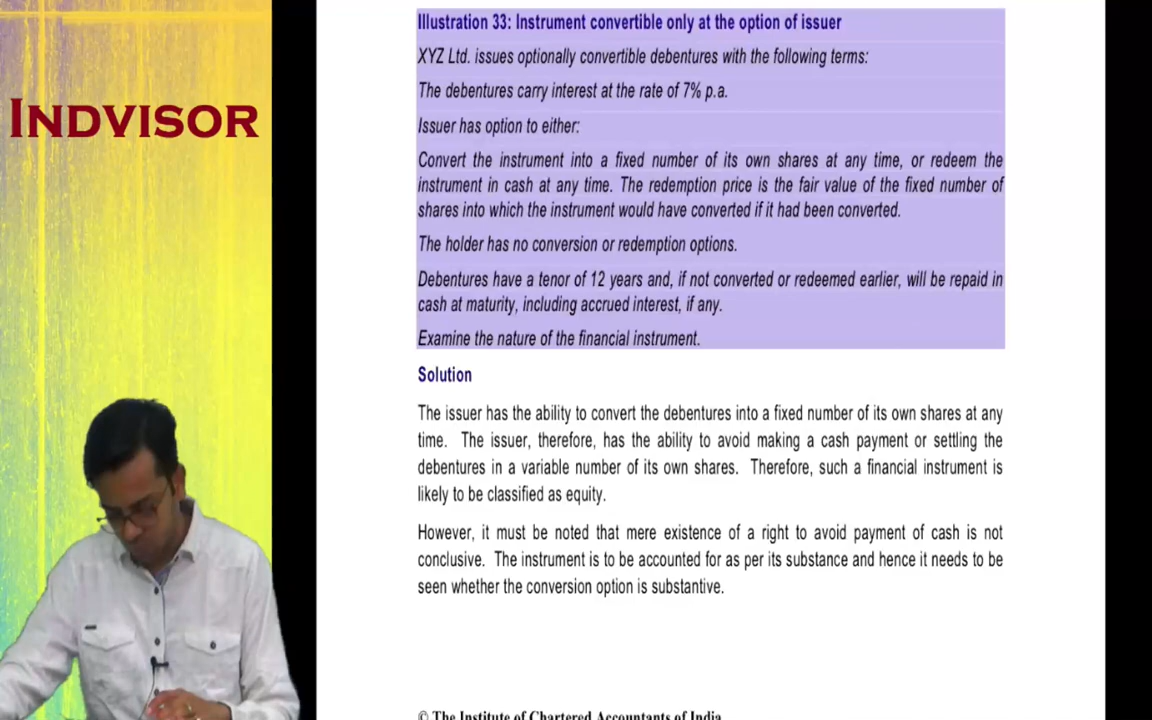 INDVISOR
Illustration 33: Instrument convertible only at the option of issuer
XYZ Ltd. issues optionally convertible debentures with the following terms:
The debentures carry interest at the rate of 7% p.a.
Issuer has option to either:
Convert the instrument into a fixed number of its own shares at any time, or redeem the
instrument in cash at any time. The redemption price is the fair value of the fixed number of
shares into which the instrument would have converted if it had been converted.
The holder has no conversion or redemption options.
Debentures have a tenor of 12 years and, if not converted or redeemed earlier, will be repaid in
cash at maturity, including accrued interest, if any.
Examine the nature of the financial instrument.
Solution
The issuer has the ability to convert the debentures into a fixed number of its own shares at any
time. The issuer, therefore, has the ability to avoid making a cash payment or settling the
debentures in a variable number of its own shares. Therefore, such a financial instrument is
likely to be classified as equity.
However, it must be noted that mere existence of a right to avoid payment of cash is not
conclusive. The instrument is to be accounted for as per its substance and hence it needs to be
seen whether the conversion option is substantive.
© The Institute of Chartered Accountants of India